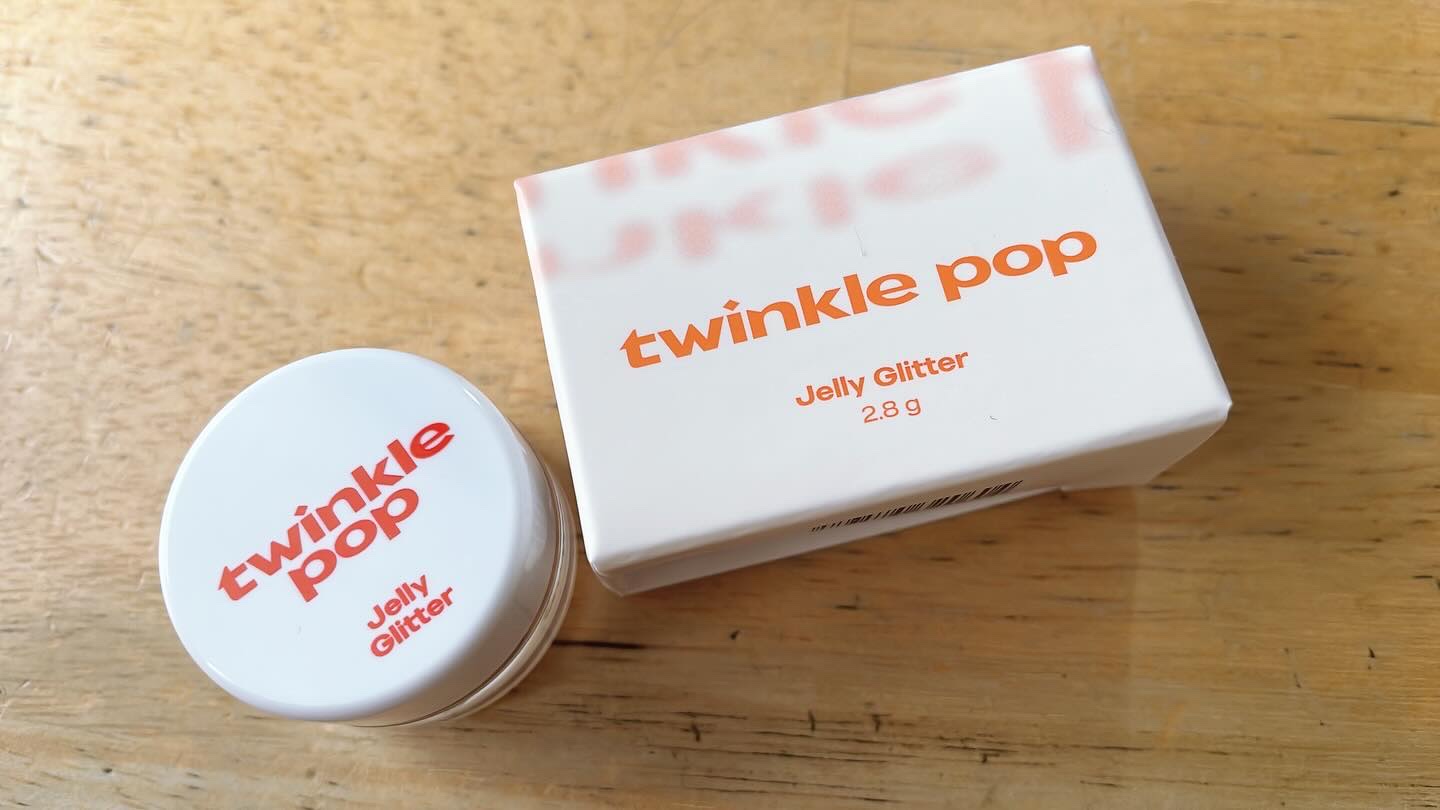 twinkle pop
Jelly Glitter
2.8 g
twinkle
pop
Jelly
Glitter